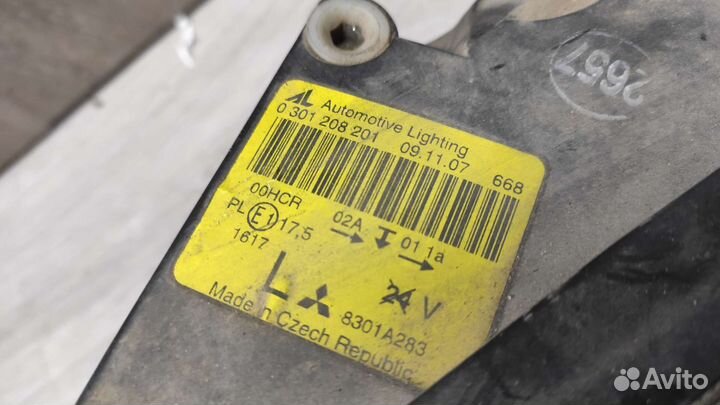 AL Automotive Lighting
0 301 208 201 09.11.07 668
00HCR 02A 01 1a
PL E1 17,5
1617
L 24 V
8301A283
Made in Czech Republic
2657
Avito